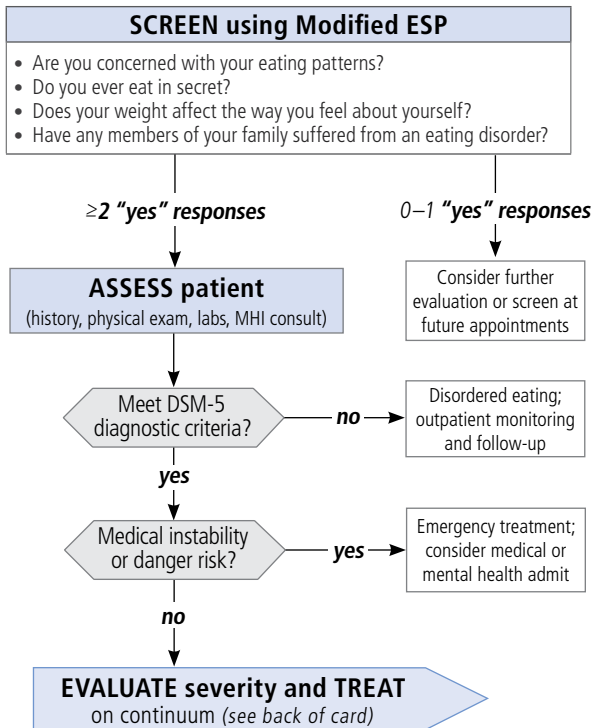 SCREEN using Modified ESP
• Are you concerned with your eating patterns?
• Do you ever eat in secret?
• Does your weight affect the way you feel about yourself?
• Have any members of your family suffered from an eating disorder?
≥2 “yes” responses
0–1 “yes” responses
ASSESS patient
(history, physical exam, labs, MHI consult)
Consider further
evaluation or screen at
future appointments
Meet DSM-5
diagnostic criteria?
no
Disordered eating;
outpatient monitoring
and follow-up
yes
Medical instability
or danger risk?
yes
Emergency treatment;
consider medical or
mental health admit
no
EVALUATE severity and TREAT
on continuum (see back of card)